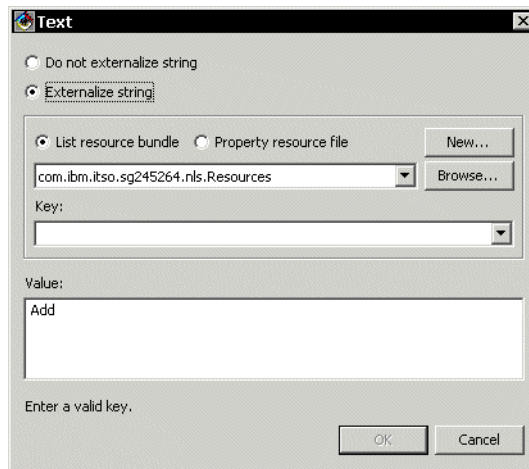 Text
Do not externalize string
Externalize string
List resource bundle Property resource file New...
com.ibm.itso.sg245264.nls.Resources Browse...
Key:
Value:
Add
Enter a valid key.
OK Cancel